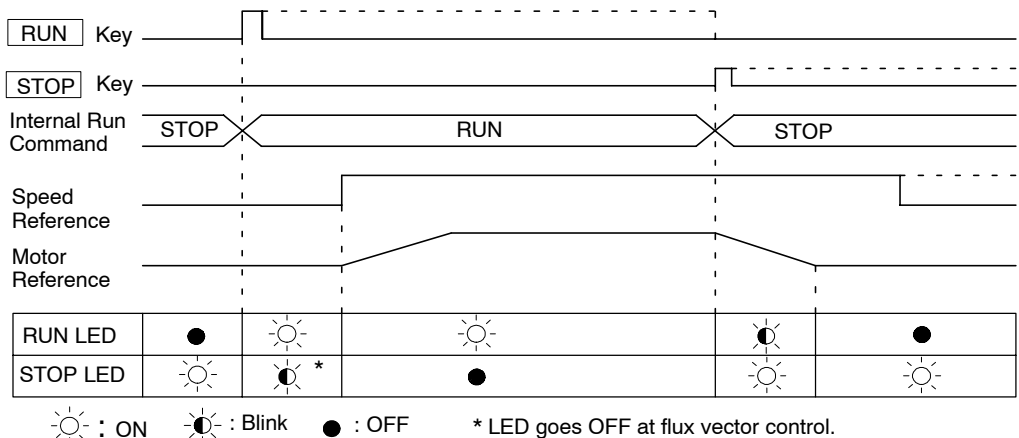 RUN Key
STOP Key
Internal Run
Command
STOP RUN STOP
Speed
Reference
Motor
Reference
RUN LED
STOP LED *
: ON : Blink : OFF * LED goes OFF at flux vector control.